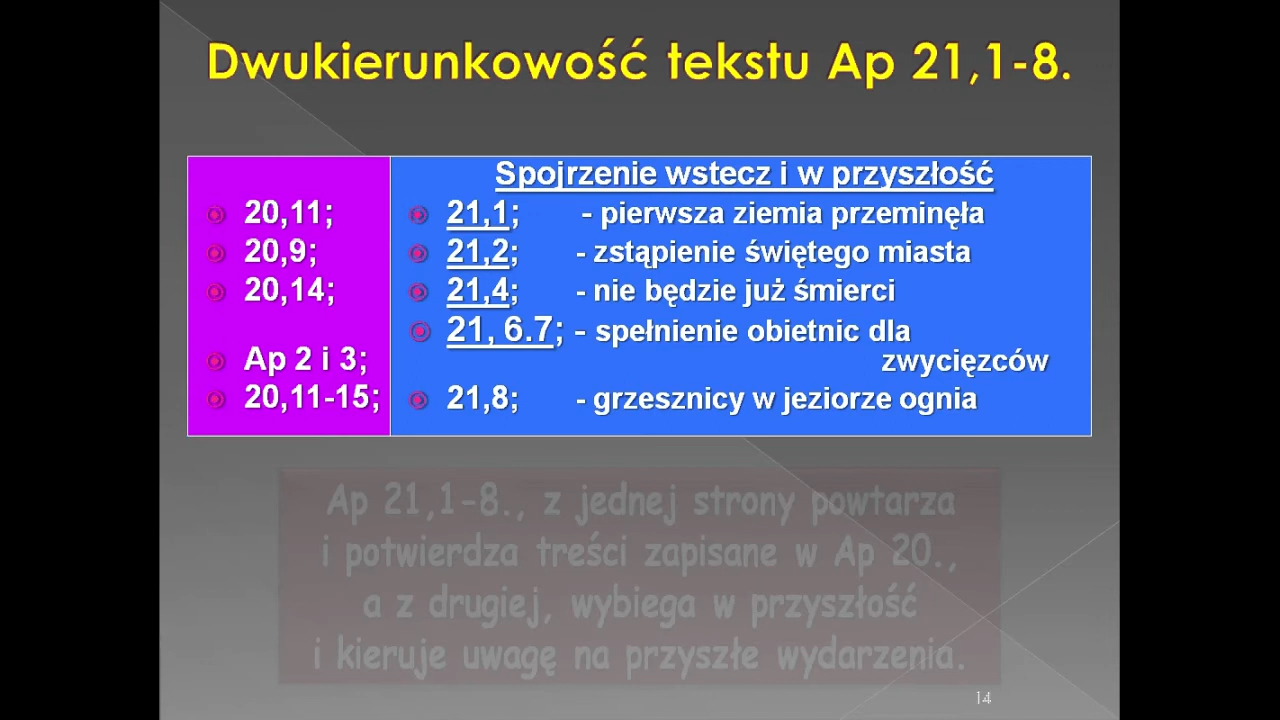 Dwukierunkowość tekstu Ap 21,1-8.
Spojrzenie wstecz i w przyszłość
20,11; 21,1; - pierwsza ziemia przeminęła
20,9; 21,2; - zstąpienie świętego miasta
20,14; 21,4; - nie będzie już śmierci
21, 6.7; - spełnienie obietnic dla
Ap 2 i 3; zwycięzców
20,11-15; 21,8; - grzesznicy w jeziorze ognia
Ap 21,1-8., z jednej strony powtarza
i potwierdza treści zapisane w Ap 20.,
a z drugiej, wybiega w przyszłość
i kieruje uwagę na przyszłe wydarzenia.
14